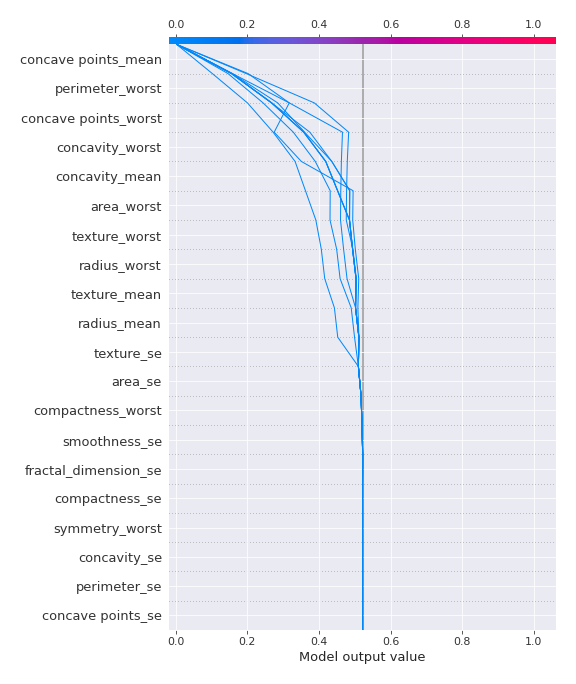 0.0 0.2 0.4 0.6 0.8 1.0
concave points_mean
perimeter_worst
concave points_worst
concavity_worst
concavity_mean
area_worst
texture_worst
radius_worst
texture_mean
radius_mean
texture_se
area_se
compactness_worst
smoothness_se
fractal_dimension_se
compactness_se
symmetry_worst
concavity_se
perimeter_se
concave points_se
0.0 0.2 0.4 0.6 0.8 1.0
Model output value